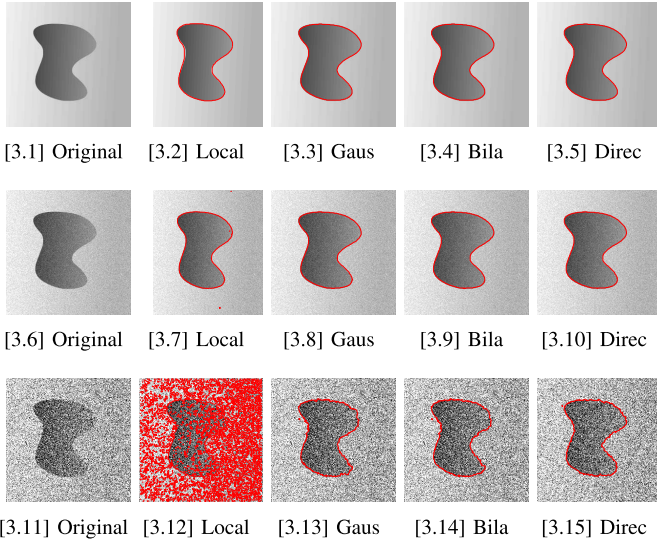 [3.1] Original [3.2] Local [3.3] Gaus [3.4] Bila [3.5] Direc
[3.6] Original [3.7] Local [3.8] Gaus [3.9] Bila [3.10] Direc
[3.11] Original [3.12] Local [3.13] Gaus [3.14] Bila [3.15] Direc